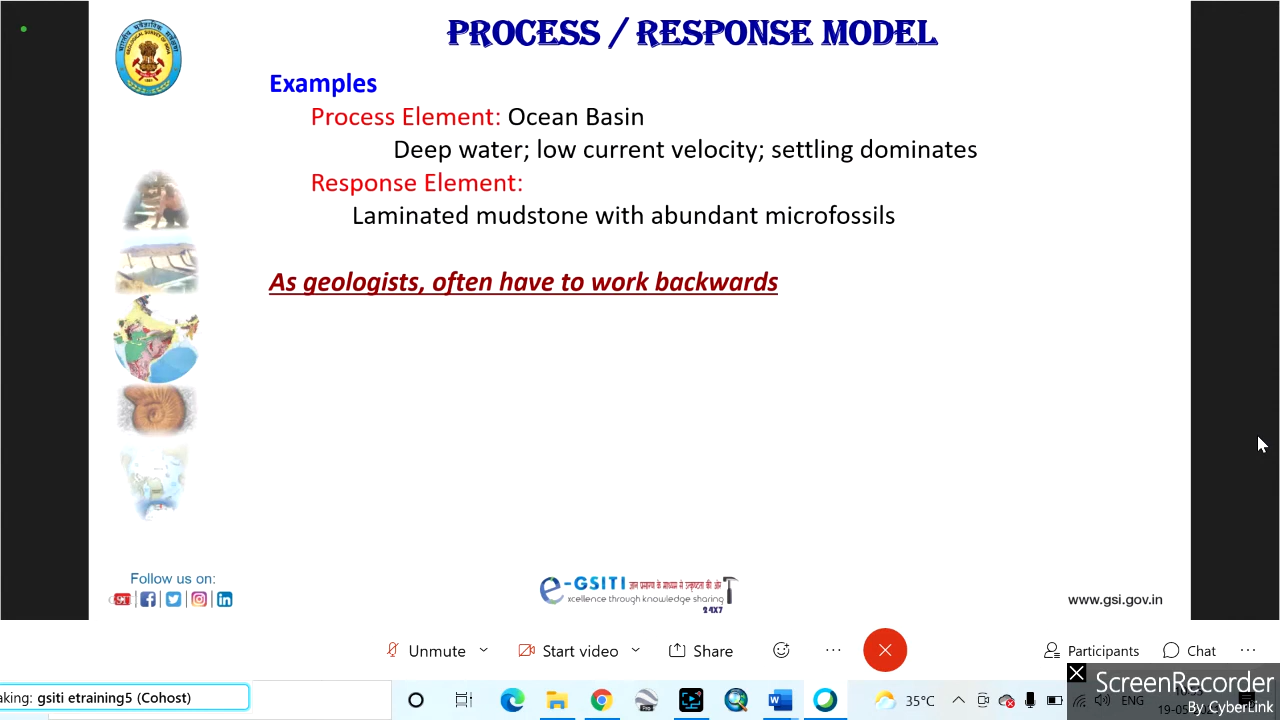 PROCESS / RESPONSE MODEL
Examples
Process Element: Ocean Basin
Deep water; low current velocity; settling dominates
Response Element:
Laminated mudstone with abundant microfossils
As geologists, often have to work backwards
Follow us on:
e-GSITI
xcellence through knowledge sharing
24X7
www.gsi.gov.in
Unmute
Start video
Share
Participants
Chat
aking: gsiti etraining5 (Cohost)
35°C
ENG
ScreenRecorder
By CyberLink